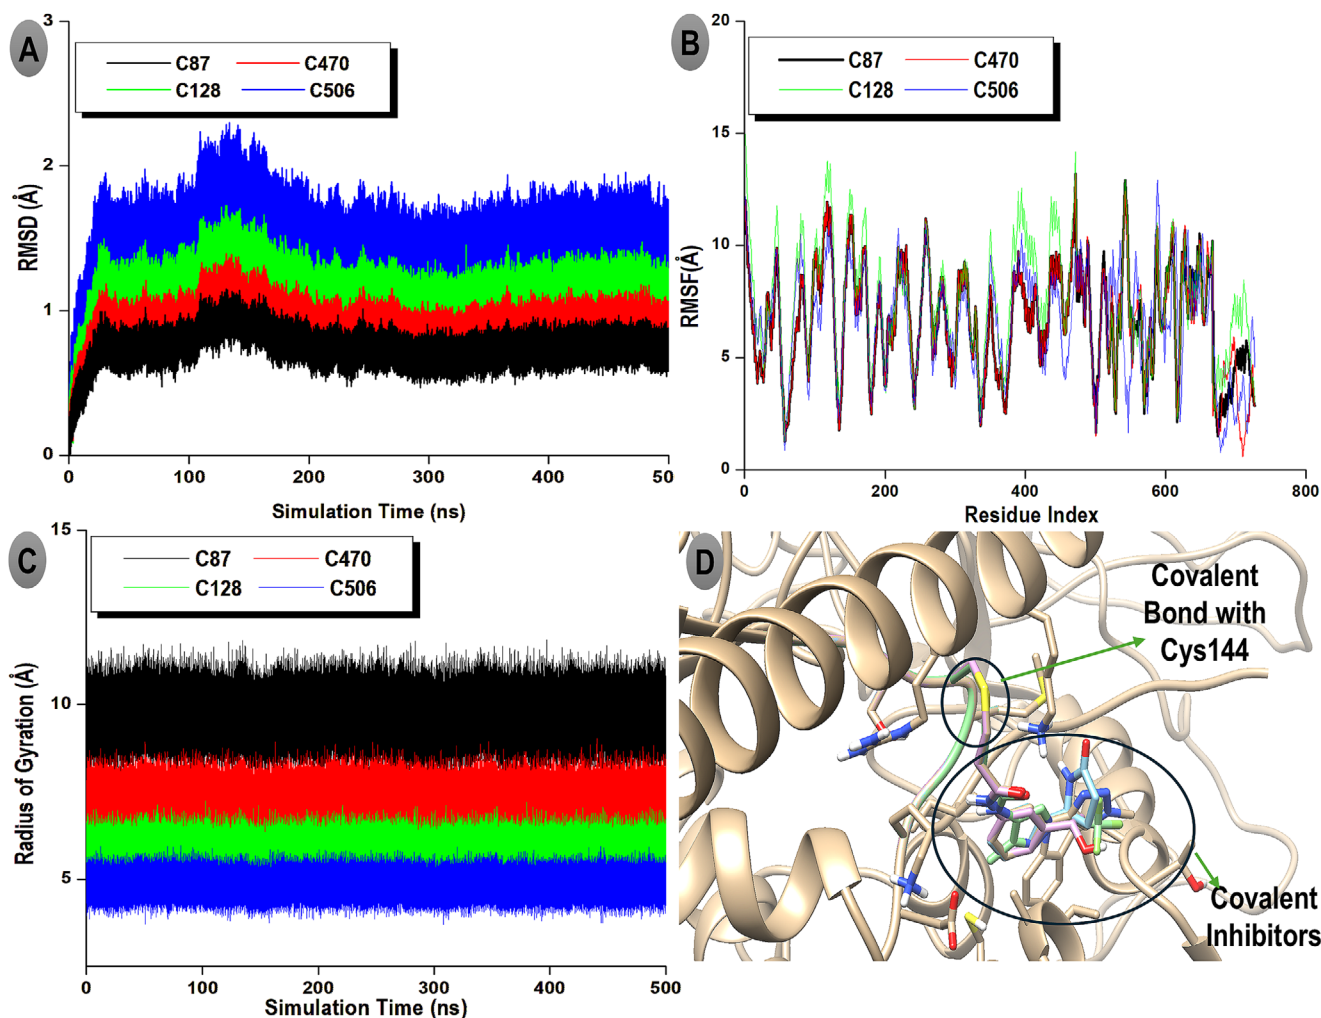 A
3
2
1
0
RMSD (Å)
C87
C470
C128
C506
0
100
200
300
400
50
Simulation Time (ns)
B
20
15
10
5
0
RMSF(Å)
C87
C470
C128
C506
0
200
400
600
800
Residue Index
C
15
10
5
Radius of Gyration (Å)
C87
C470
C128
C506
0
100
200
300
400
500
Simulation Time (ns)
D
Covalent
Bond with
Cys144
Covalent
Inhibitors